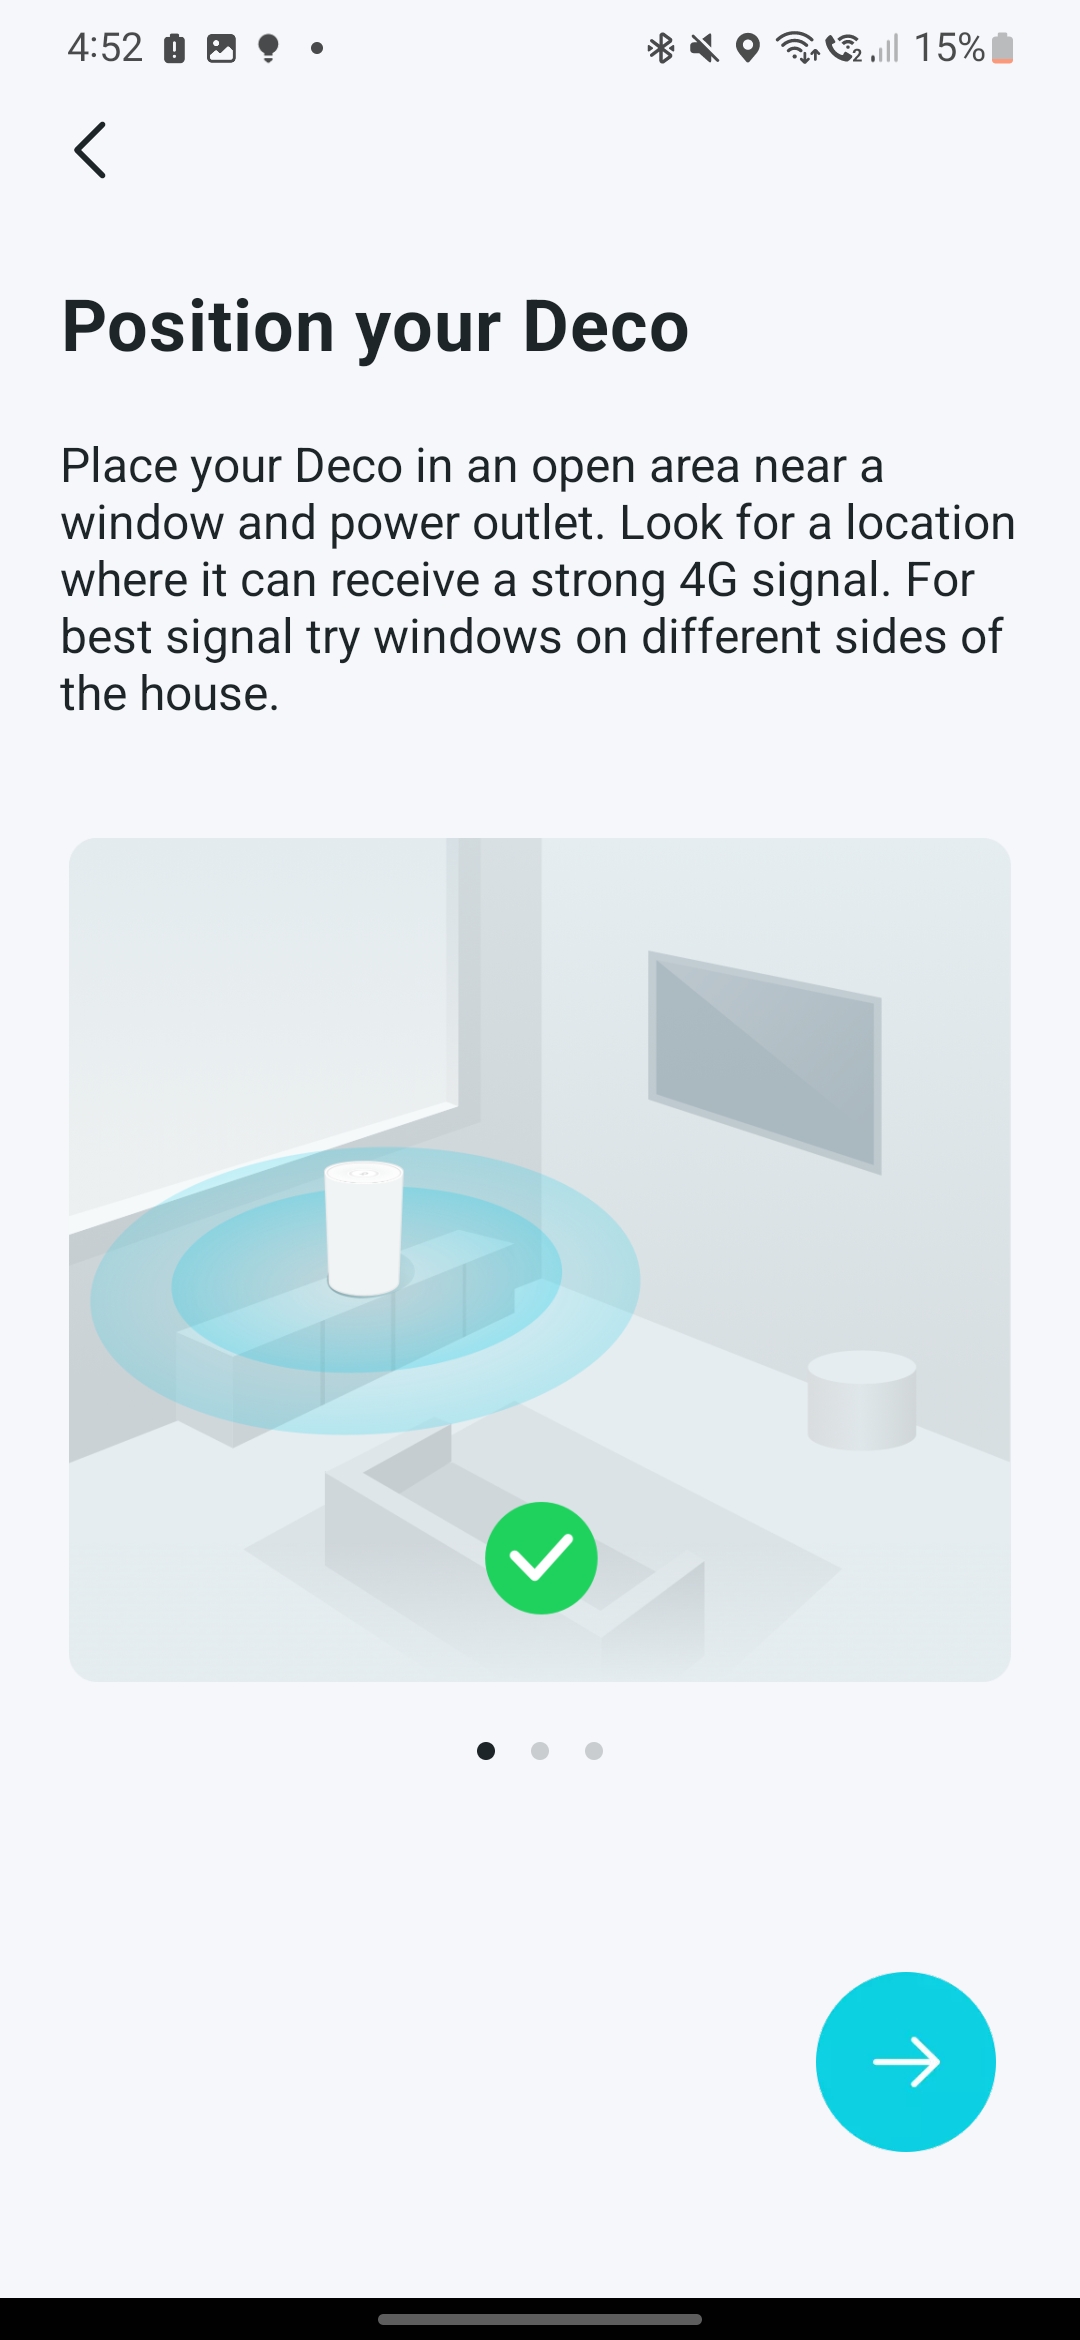 4:52
15%
Position your Deco
Place your Deco in an open area near a
window and power outlet. Look for a location
where it can receive a strong 4G signal. For
best signal try windows on different sides of
the house.